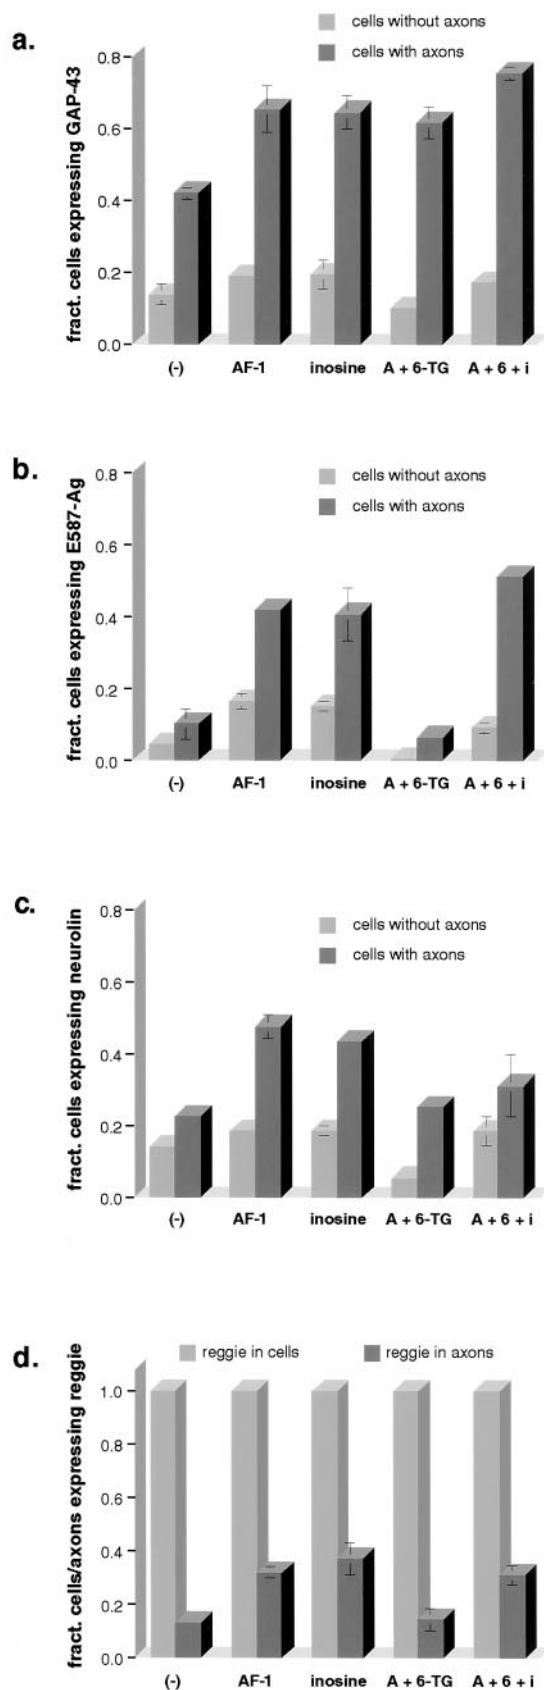 a.
cells without axons
cells with axons
fract. cells expressing GAP-43
0.8
0.6
0.4
0.2
0.0
(-) AF-1 inosine A + 6-TG A + 6 + i
b.
cells without axons
cells with axons
fract. cells expressing E587-Ag
0.8
0.6
0.4
0.2
0.0
(-) AF-1 inosine A + 6-TG A + 6 + i
c.
cells without axons
cells with axons
fract. cells expressing neurolin
0.8
0.6
0.4
0.2
0.0
(-) AF-1 inosine A + 6-TG A + 6 + i
d.
reggie in cells reggie in axons
fract. cells/axons expressing reggie
1.0
0.8
0.6
0.4
0.2
0.0
(-) AF-1 inosine A + 6-TG A + 6 + i